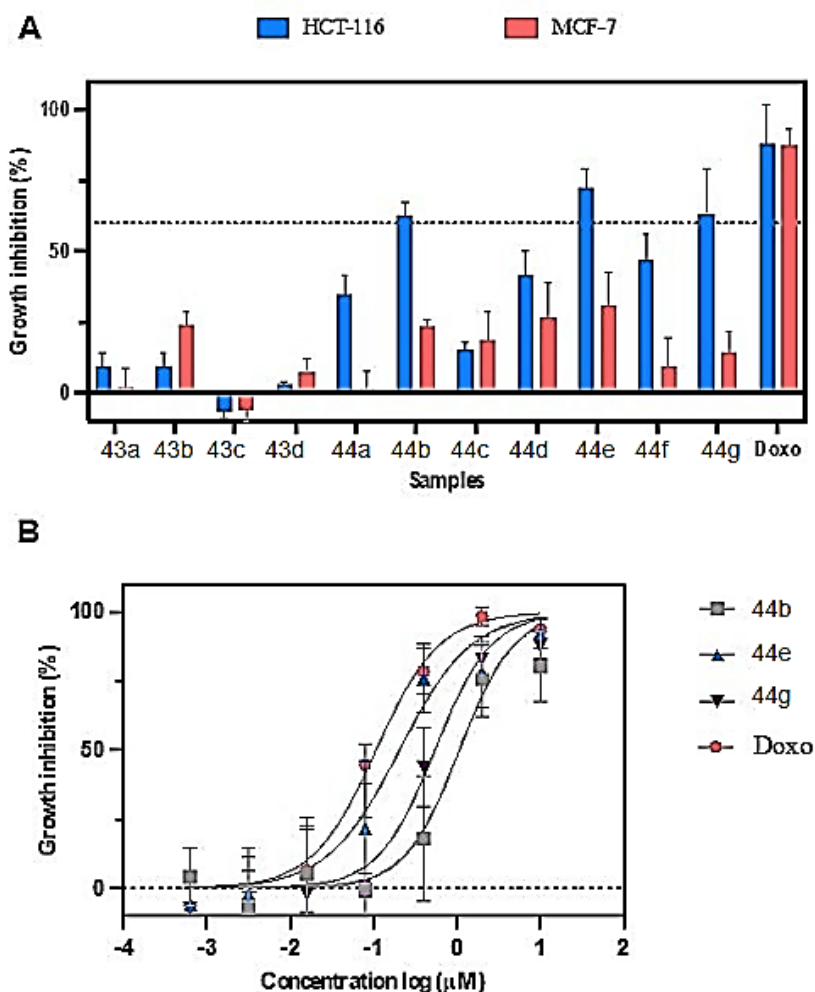 A
HCT-116 MCF-7
100
50
0
Growth inhibition (%)
43a 43b 43c 43d 44a 44b 44c 44d 44e 44f 44g Doxo
Samples
B
100
50
0
Growth inhibition (%)
-4 -3 -2 -1 0 1 2
Concentration log (μM)
44b
44e
44g
Doxo